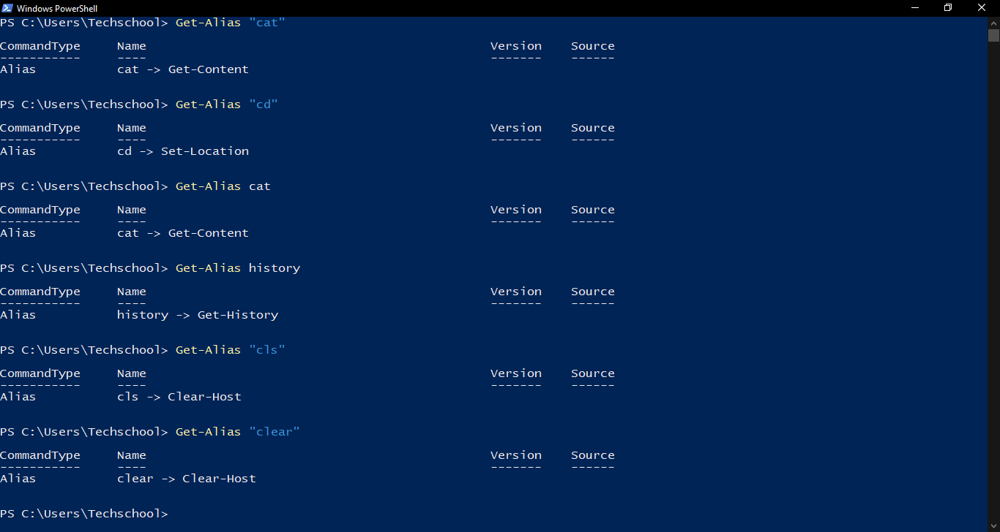 Windows PowerShell
PS C:\Users\Techschool> Get-Alias "cat"
CommandType     Name                                               Version    Source
-----------     ----                                               -------    ------
Alias           cat -> Get-Content
PS C:\Users\Techschool> Get-Alias "cd"
CommandType     Name                                               Version    Source
-----------     ----                                               -------    ------
Alias           cd -> Set-Location
PS C:\Users\Techschool> Get-Alias cat
CommandType     Name                                               Version    Source
-----------     ----                                               -------    ------
Alias           cat -> Get-Content
PS C:\Users\Techschool> Get-Alias history
CommandType     Name                                               Version    Source
-----------     ----                                               -------    ------
Alias           history -> Get-History
PS C:\Users\Techschool> Get-Alias "cls"
CommandType     Name                                               Version    Source
-----------     ----                                               -------    ------
Alias           cls -> Clear-Host
PS C:\Users\Techschool> Get-Alias "clear"
CommandType     Name                                               Version    Source
-----------     ----                                               -------    ------
Alias           clear -> Clear-Host
PS C:\Users\Techschool>